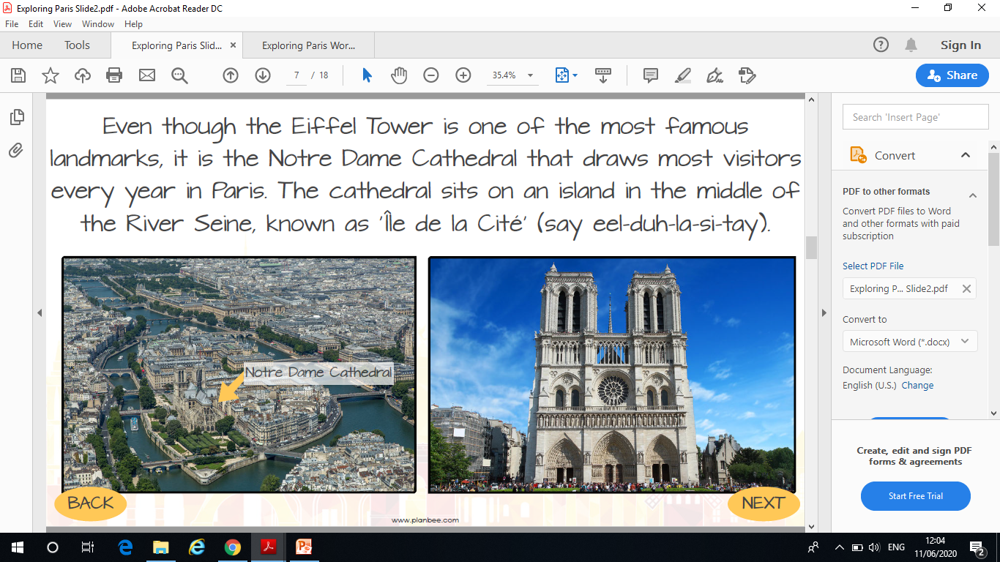 Exploring Paris Slide2.pdf - Adobe Acrobat Reader DC
File Edit View Window Help
Home Tools Exploring Paris Slid... Exploring Paris Wor... Sign In
7 / 18 35.4% Share
Even though the Eiffel Tower is one of the most famous
landmarks, it is the Notre Dame Cathedral that draws most visitors
every year in Paris. The cathedral sits on an island in the middle of
the River Seine, known as 'Île de la Cité' (say eel-duh-la-si-tay).
Notre Dame Cathedral
BACK
NEXT
www.planbee.com
Search 'Insert Page'
Convert
PDF to other formats
Convert PDF files to Word
and other formats with paid
subscription
Select PDF File
Exploring P... Slide2.pdf
Convert to
Microsoft Word (*.docx)
Document Language:
English (U.S.) Change
Create, edit and sign PDF
forms & agreements
Start Free Trial
ENG
12:04
11/06/2020
2